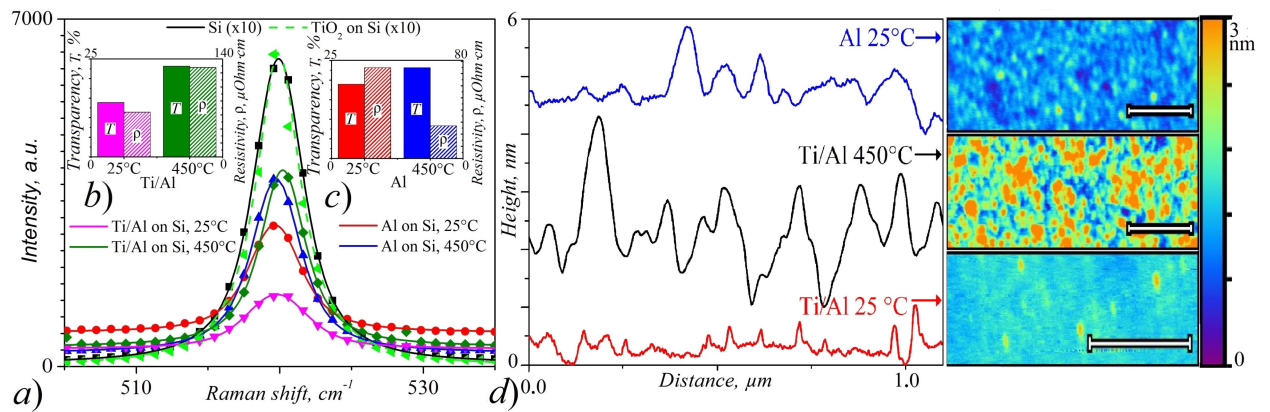 7000
Intensity, a.u.
0
a)
510
530
Raman shift, cm⁻¹
Si (x10)
TiO₂ on Si (x10)
Transparency, T, %
25
0
140
0
Resistivity, ρ, μOhm·cm
T
ρ
T
ρ
25°C
450°C
Ti/Al
b)
Transparency, T, %
25
0
80
0
Resistivity, ρ, μOhm·cm
T
ρ
T
ρ
25°C
450°C
Al
c)
Ti/Al on Si, 25°C
Ti/Al on Si, 450°C
Al on Si, 25°C
Al on Si, 450°C
6
Height, nm
0
d)
0.0
1.0
Distance, μm
Al 25°C
Ti/Al 450°C
Ti/Al 25 °C
3
nm
0